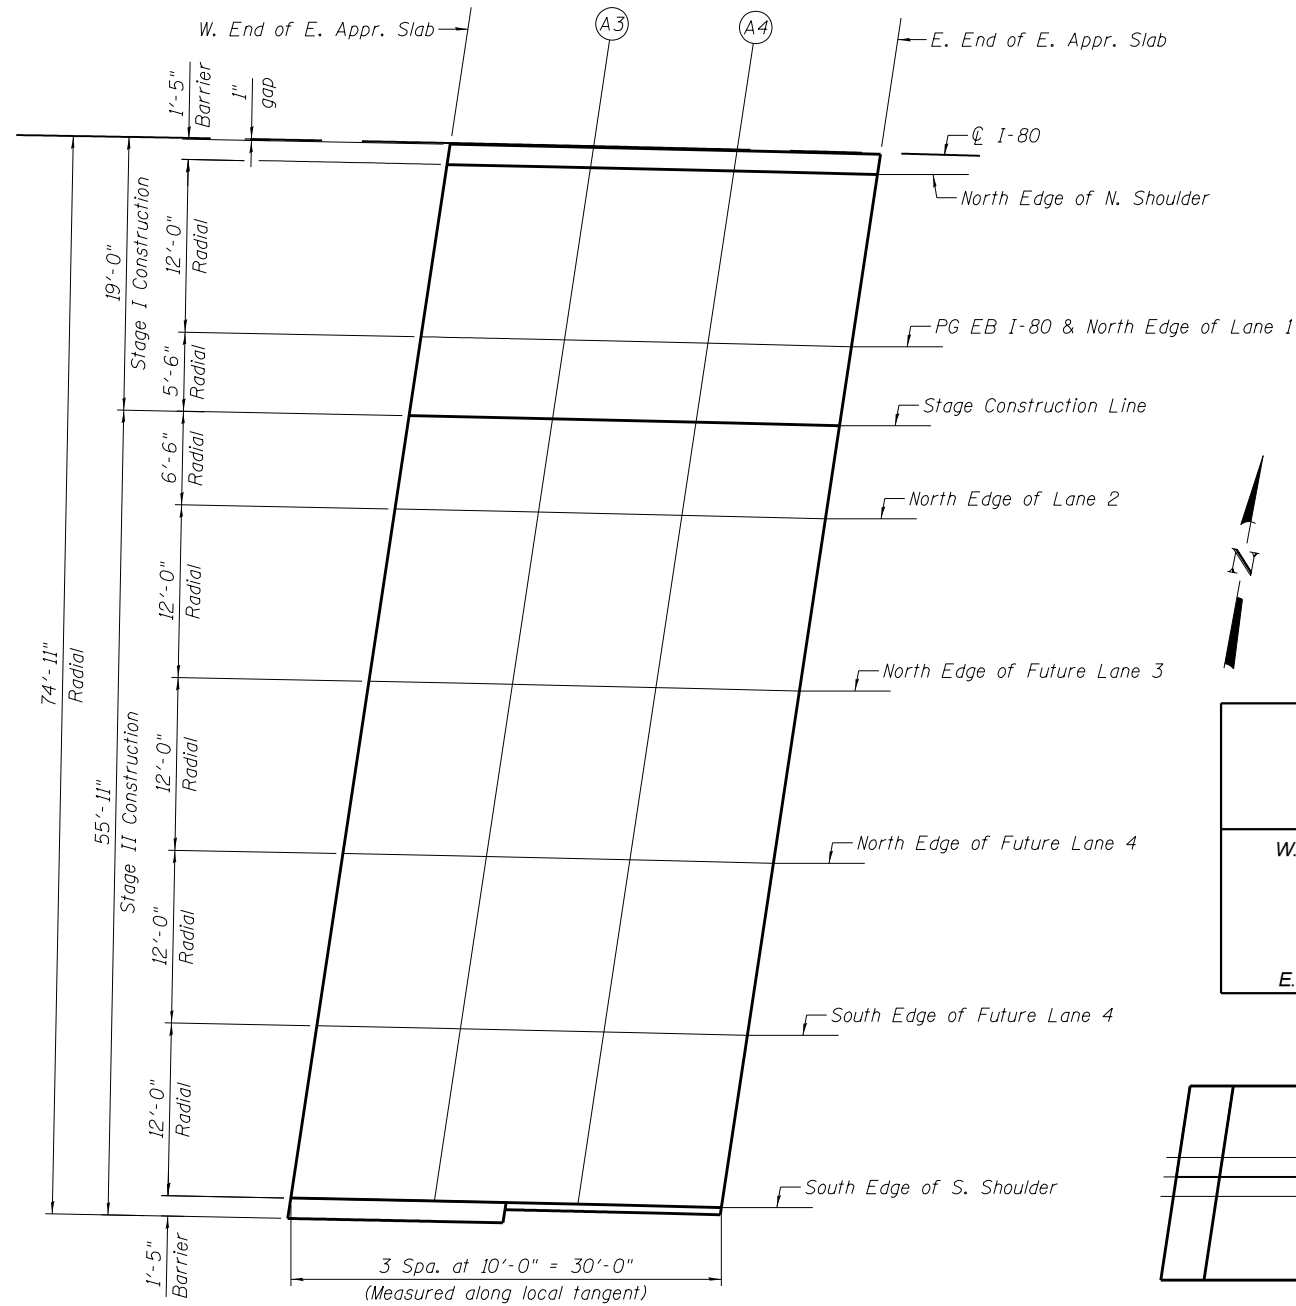 W. End of E. Appr. Slab
A3
A4
E. End of E. Appr. Slab
1'-5"
Barrier
1"
gap
℄ I-80
North Edge of N. Shoulder
PG EB I-80 & North Edge of Lane 1
Stage Construction Line
North Edge of Lane 2
North Edge of Future Lane 3
North Edge of Future Lane 4
South Edge of Future Lane 4
South Edge of S. Shoulder
19'-0"
Stage I Construction
12'-0"
Radial
5'-6"
Radial
6'-6"
Radial
12'-0"
Radial
74'-11"
Radial
55'-11"
Stage II Construction
12'-0"
Radial
12'-0"
Radial
12'-0"
Radial
1'-5"
Barrier
3 Spa. at 10'-0" = 30'-0"
(Measured along local tangent)
N
W.
E.